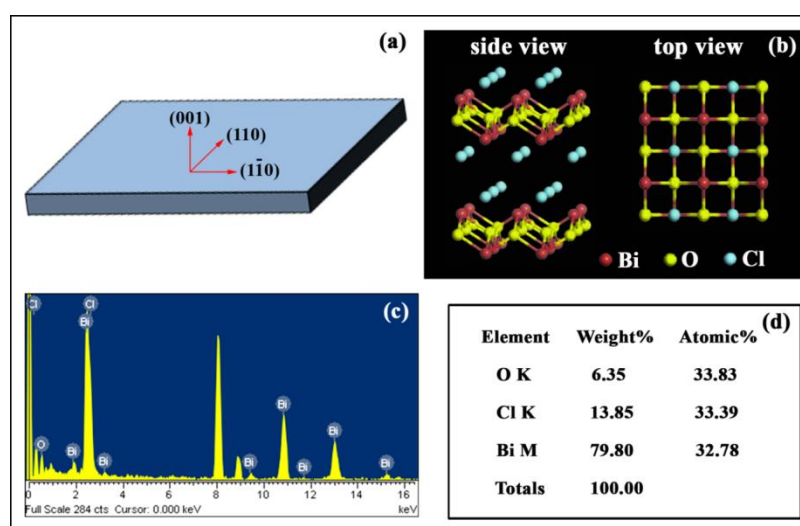 (a)
(001)
(110)
(11̄0)
side view
top view
(b)
Bi
O
Cl
(c)
Cl
Cl
Bi
O
Bi
Bi
Bi
Bi
Bi
Bi
Bi
0 2 4 6 8 10 12 14 16
Full Scale 284 cts Cursor: 0.000 keV
keV
(d)
Element Weight% Atomic%
O K 6.35 33.83
Cl K 13.85 33.39
Bi M 79.80 32.78
Totals 100.00